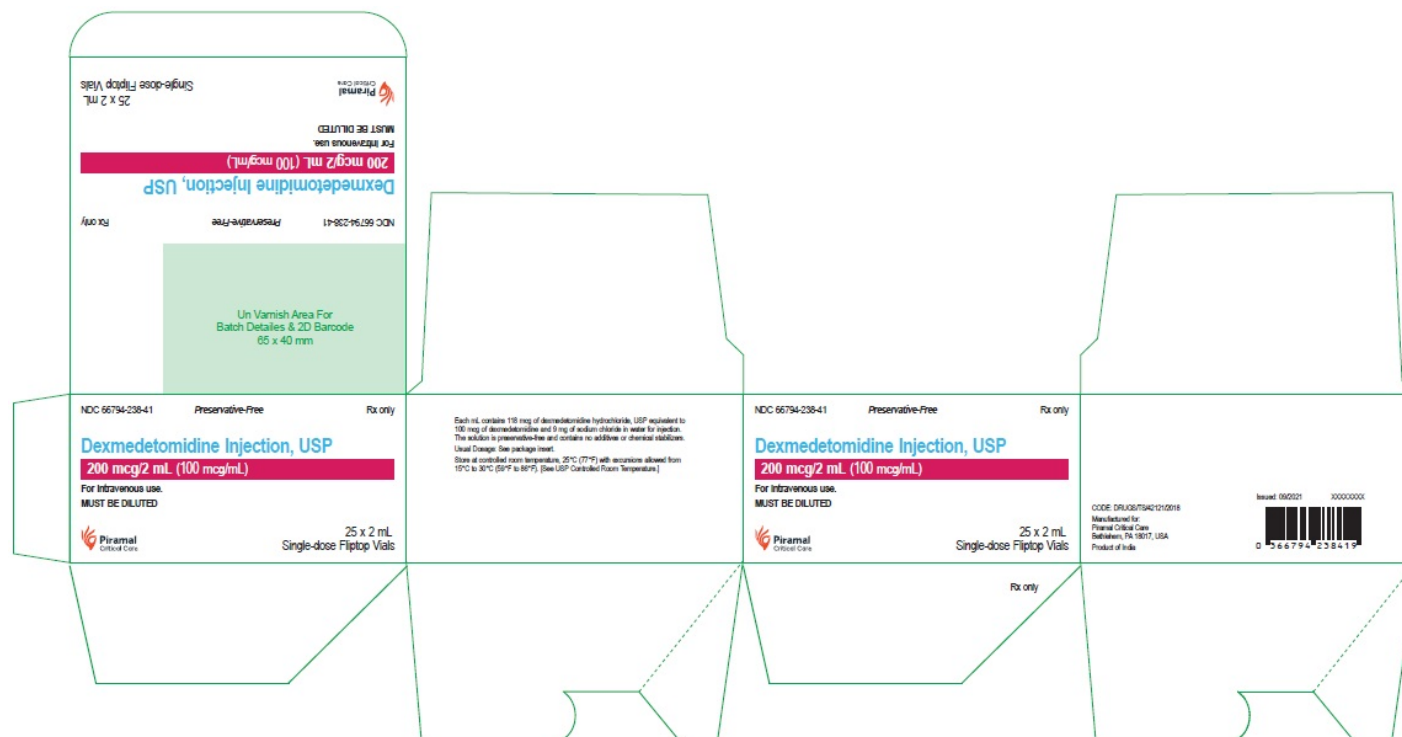 25 x 2 mL
Single-dose Fliptop Vials
Piramal
Critical Care
MUST BE DILUTED
For Intravenous use.
200 mcg/2 mL (100 mcg/mL)
Dexmedetomidine Injection, USP
NDC 66794-238-41 Preservative-Free Rx only
Un Varnish Area For
Batch Detailes & 2D Barcode
65 x 40 mm
NDC 66794-238-41 Preservative-Free Rx only
Dexmedetomidine Injection, USP
200 mcg/2 mL (100 mcg/mL)
For Intravenous use.
MUST BE DILUTED
Piramal
Critical Care
25 x 2 mL
Single-dose Fliptop Vials
Each mL contains 118 mcg of dexmedetomidine hydrochloride, USP equivalent to
100 mcg of dexmedetomidine and 9 mg of sodium chloride in water for injection.
The solution is preservative-free and contains no additives or chemical stabilizers.
Usual Dosage: See package insert.
Store at controlled room temperature, 25°C (77°F) with excursions allowed from
15°C to 30°C (59°F to 86°F). [See USP Controlled Room Temperature.]
NDC 66794-238-41 Preservative-Free Rx only
Dexmedetomidine Injection, USP
200 mcg/2 mL (100 mcg/mL)
For Intravenous use.
MUST BE DILUTED
Piramal
Critical Care
25 x 2 mL
Single-dose Fliptop Vials
Rx only
Issued: 09/2021 XXXXXXXX
CODE: DRUGS/TS/42121/2018
Manufactured for:
Piramal Critical Care
Bethlehem, PA 18017, USA
Product of India
0 366794 238419